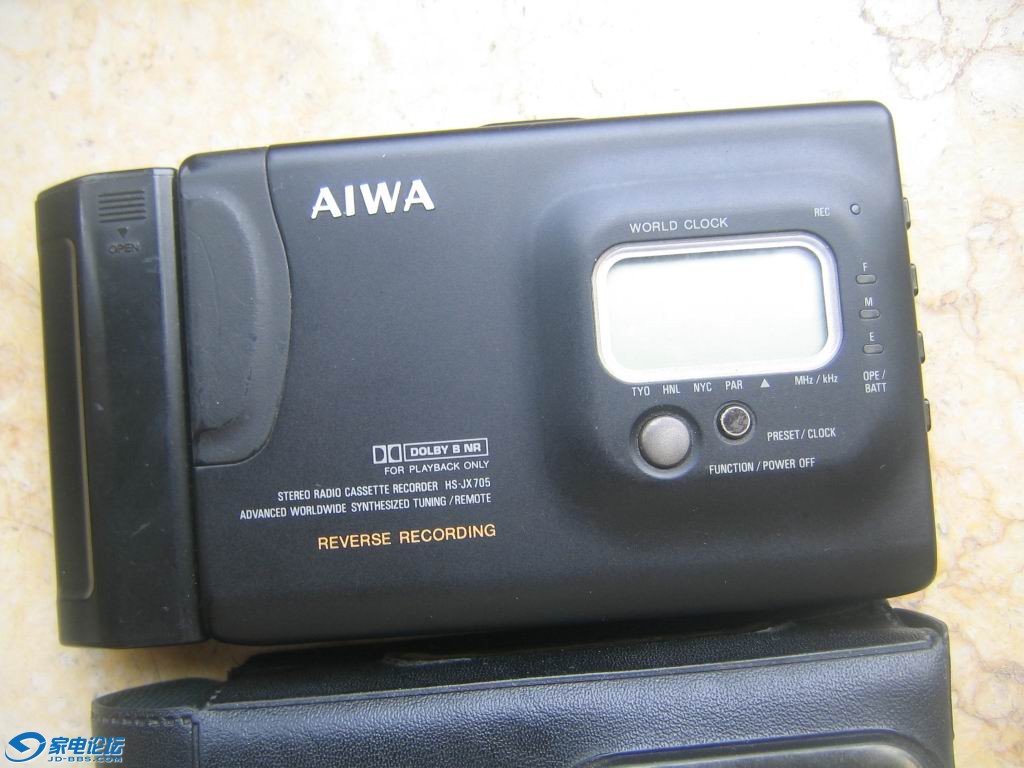 OPEN
AIWA
WORLD CLOCK
REC
F
M
E
OPE /
BATT
TYO HNL NYC PAR ▲ MHz / kHz
PRESET / CLOCK
FUNCTION / POWER OFF
DOLBY B NR
FOR PLAYBACK ONLY
STEREO RADIO CASSETTE RECORDER HS-JX705
ADVANCED WORLDWIDE SYNTHESIZED TUNING / REMOTE
REVERSE RECORDING
家电论坛
JD-BBS.COM